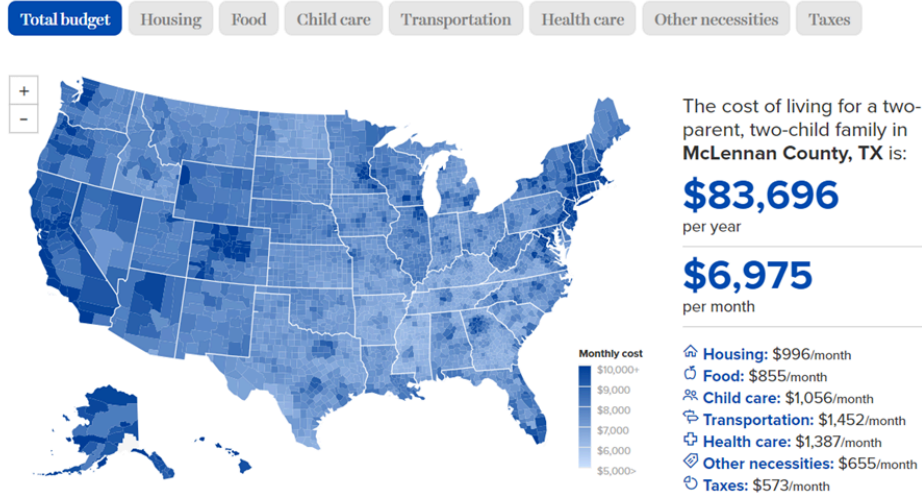 Total budget
Housing
Food
Child care
Transportation
Health care
Other necessities
Taxes
+
−
The cost of living for a two-
parent, two-child family in
McLennan County, TX is:
$83,696
per year
$6,975
per month
Monthly cost
$10,000+
$9,000
$8,000
$7,000
$6,000
$5,000>
Housing: $996/month
Food: $855/month
Child care: $1,056/month
Transportation: $1,452/month
Health care: $1,387/month
Other necessities: $655/month
Taxes: $573/month